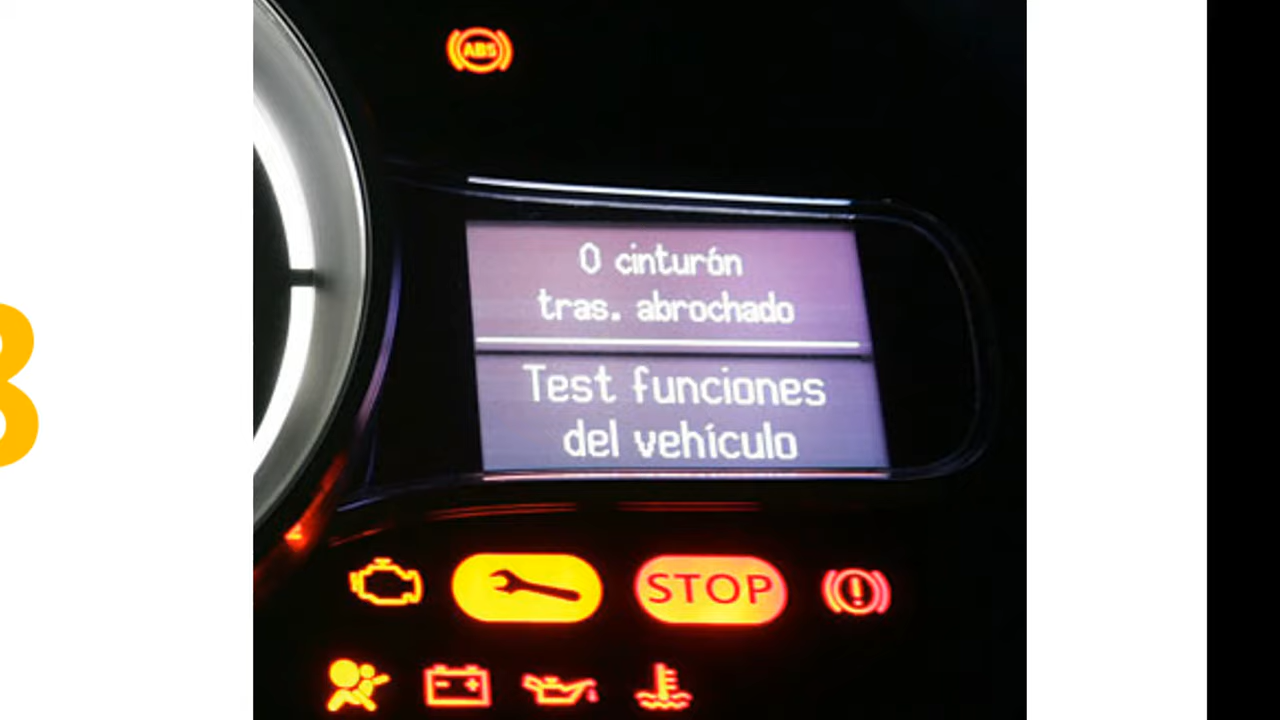 ABS
0 cinturón
tras. abrochado
Test funciones
del vehículo
STOP